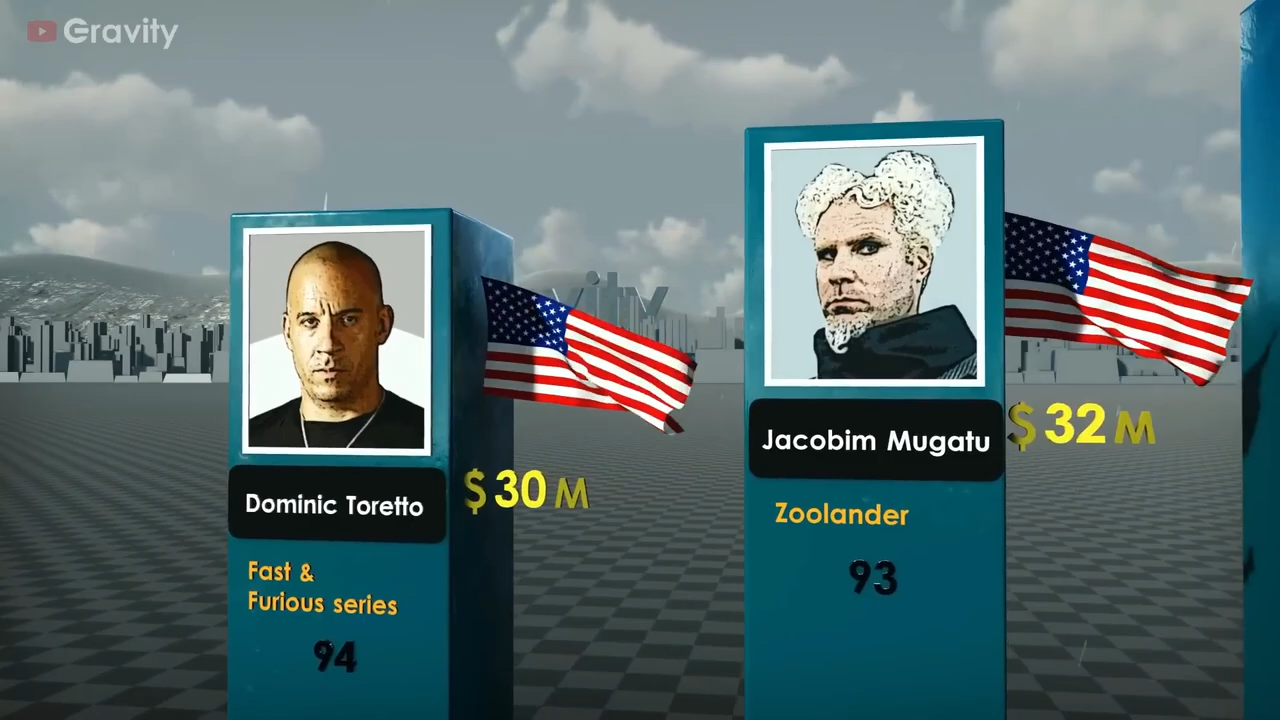 Gravity
Dominic Toretto
$ 30 M
Fast &
Furious series
94
Jacobim Mugatu
$ 32 M
Zoolander
93